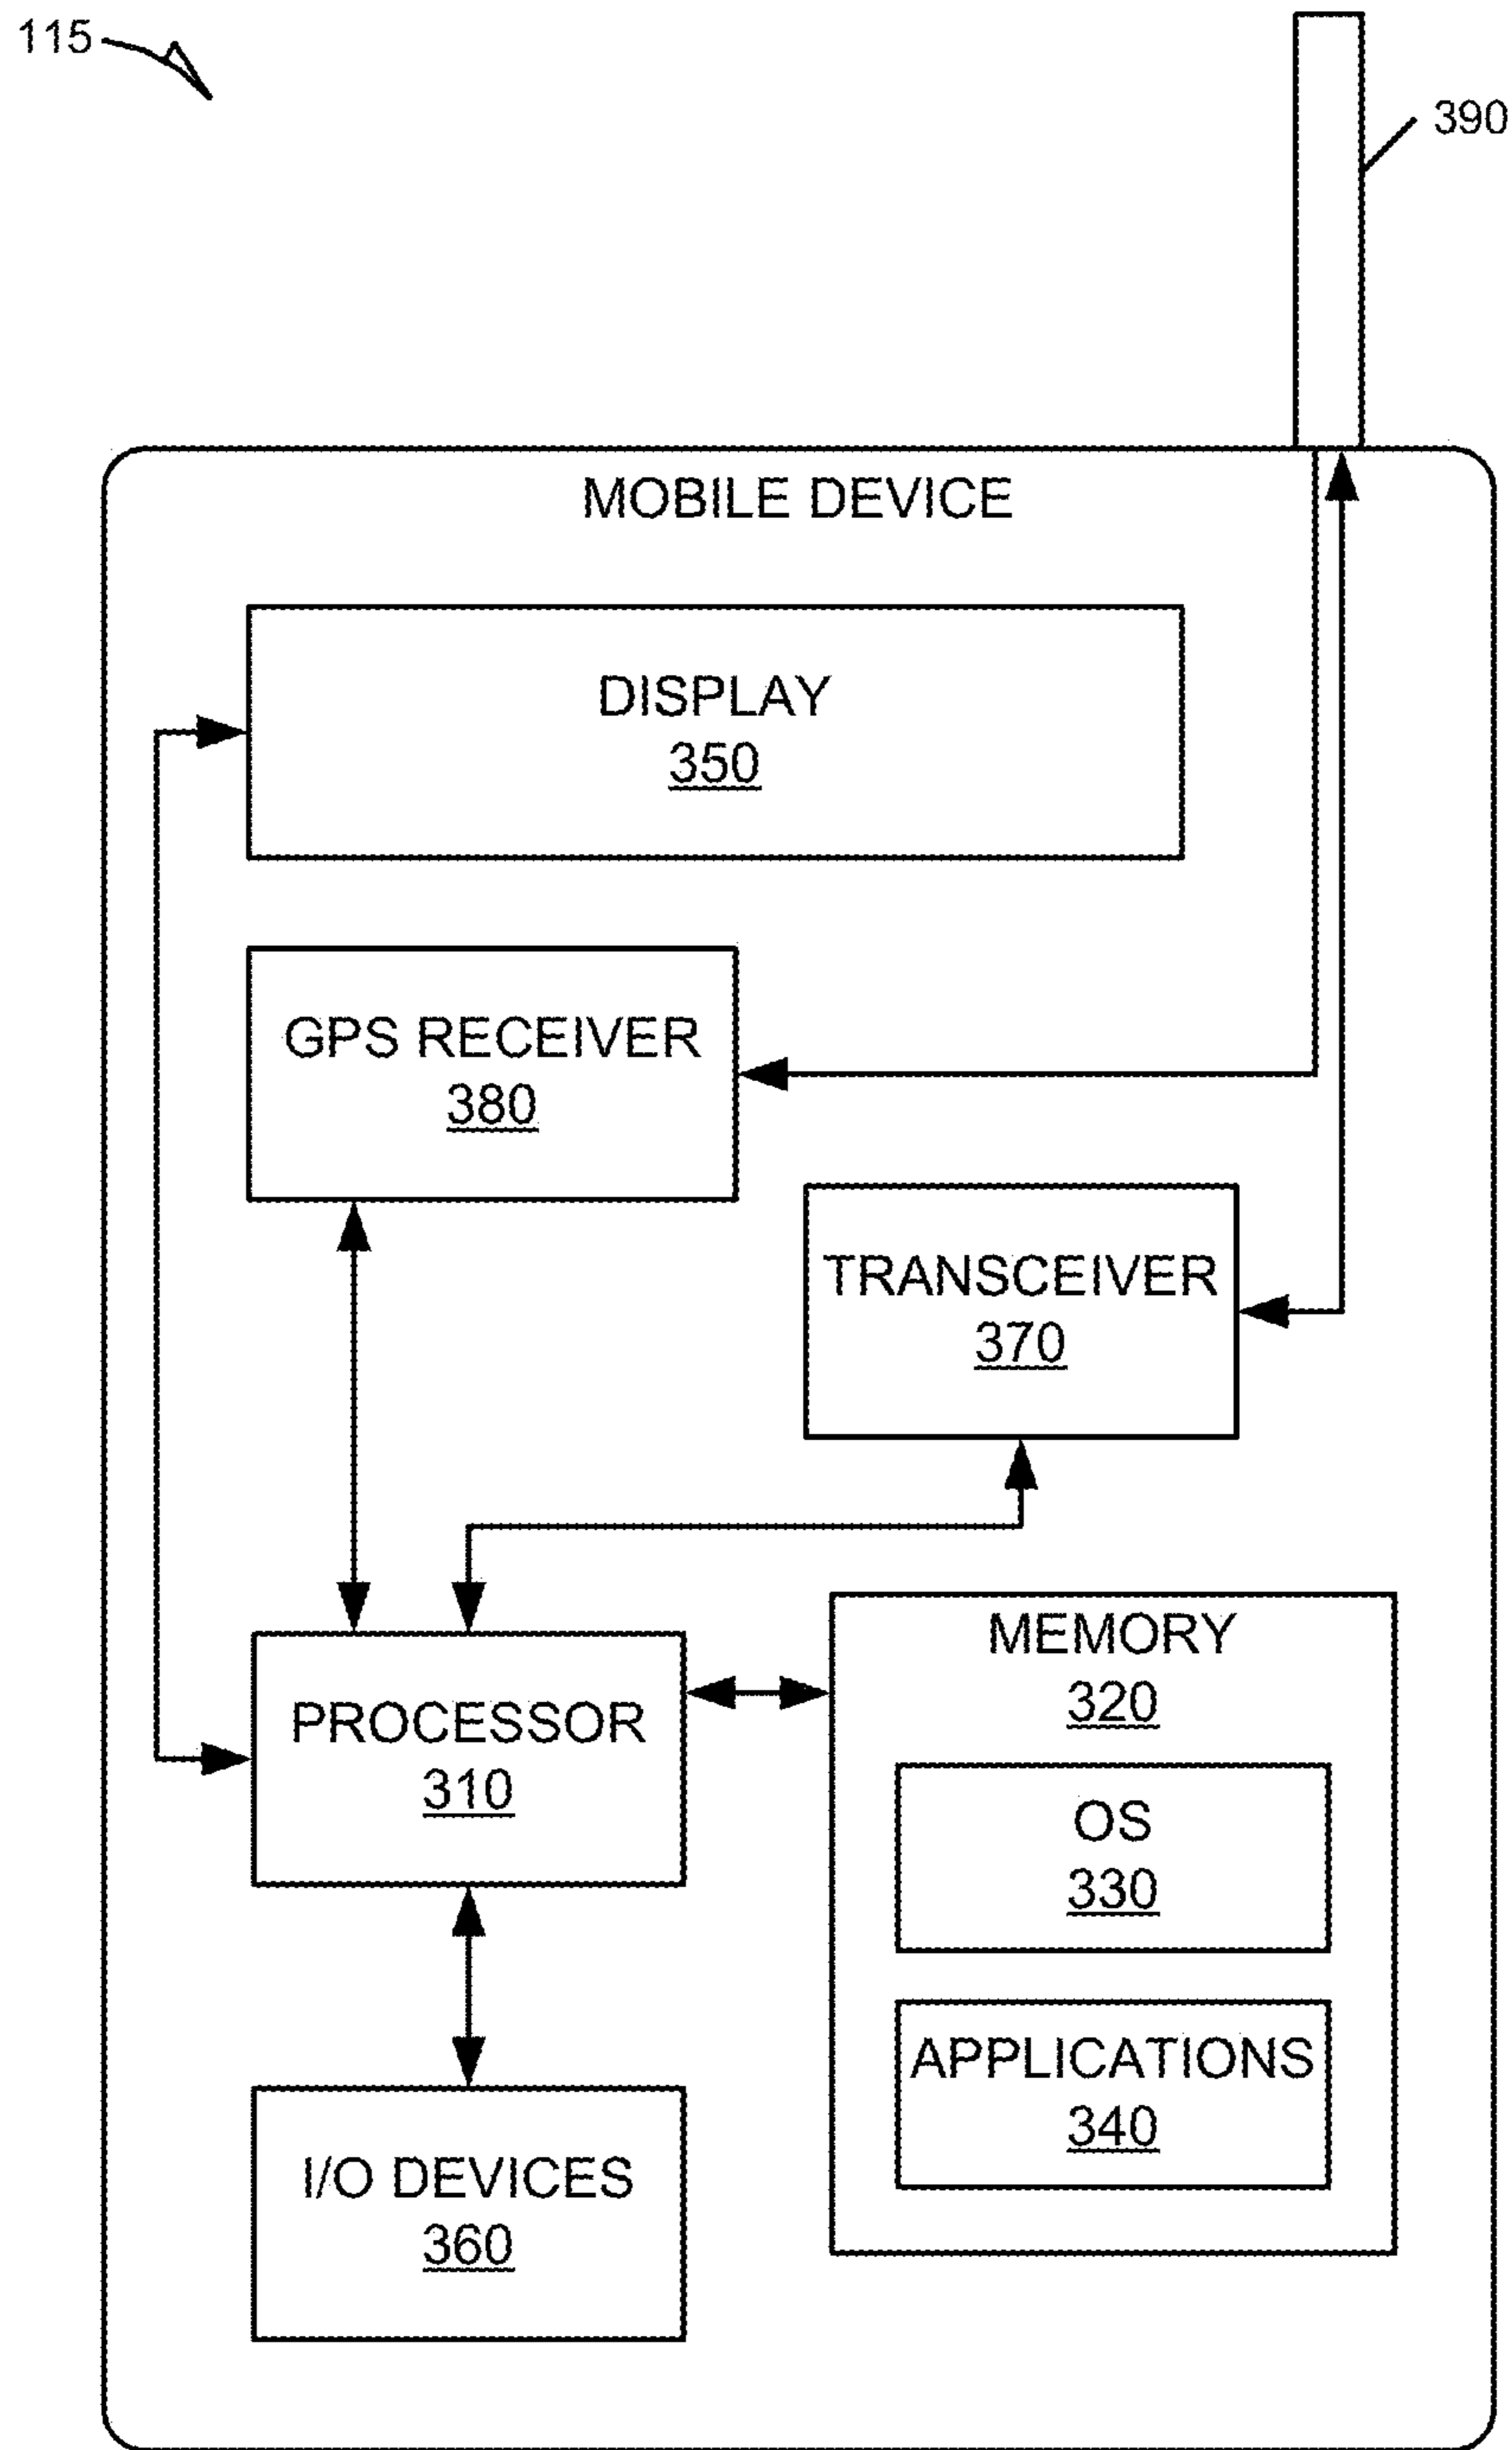 115
390
MOBILE DEVICE
DISPLAY
350
GPS RECEIVER
380
TRANSCEIVER
370
MEMORY
320
PROCESSOR
310
OS
330
APPLICATIONS
340
I/O DEVICES
360